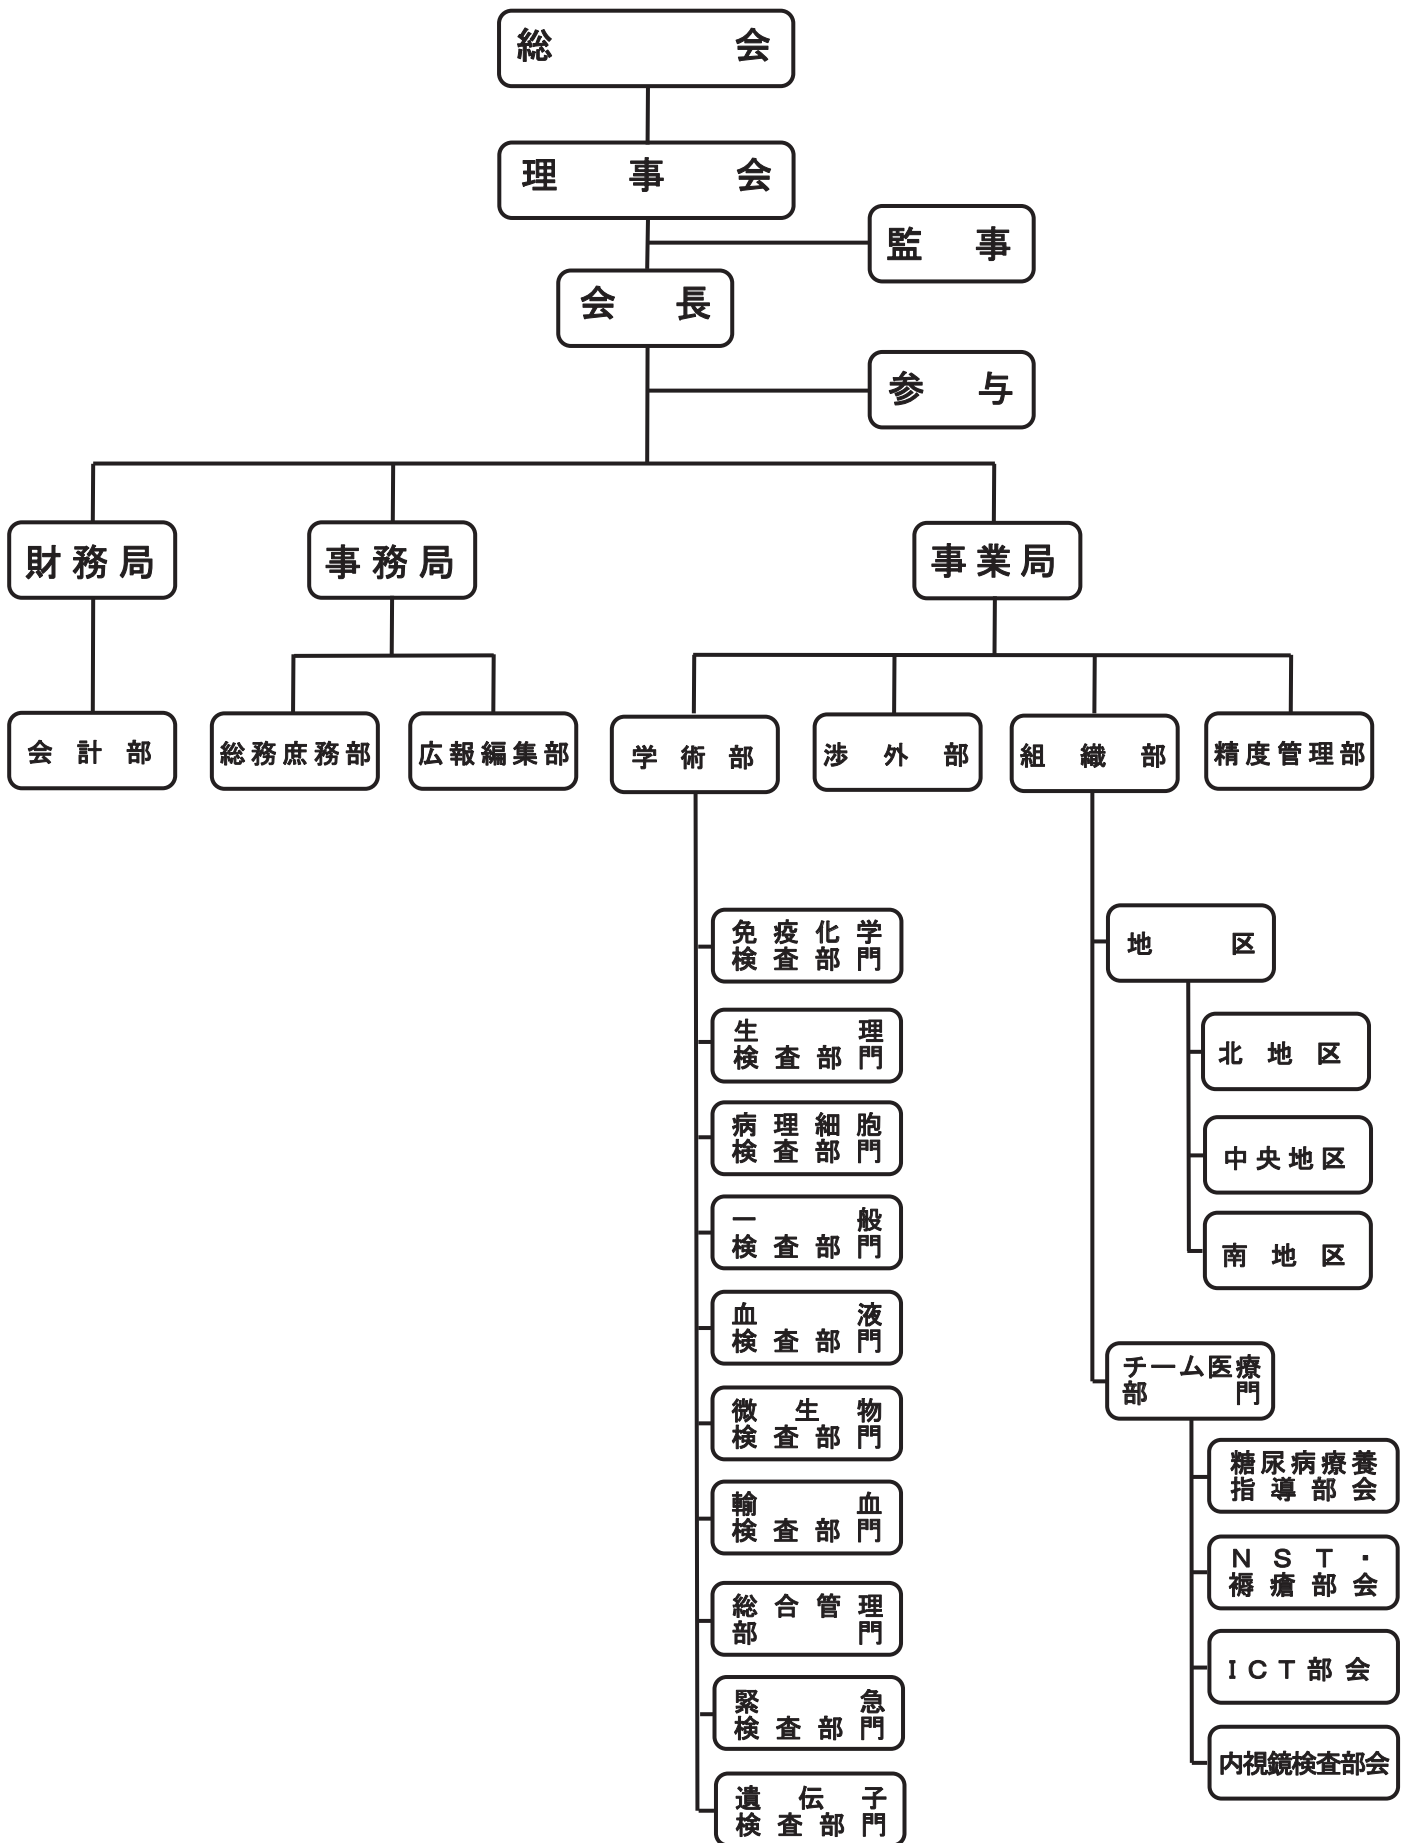 総会
理事会
監事
会長
参与
財務局
事務局
事業局
会計部
総務庶務部
広報編集部
学術部
渉外部
組織部
精度管理部
免疫化学
検査部門
生理
検査部門
病理細胞
検査部門
一般
検査部門
血液
検査部門
微生物
検査部門
輸血
検査部門
総合管理
部門
緊急
検査部門
遺伝子
検査部門
地区
北地区
中央地区
南地区
チーム医療
部門
糖尿病療養
指導部会
ＮＳＴ・
褥瘡部会
ＩＣＴ部会
内視鏡検査部会